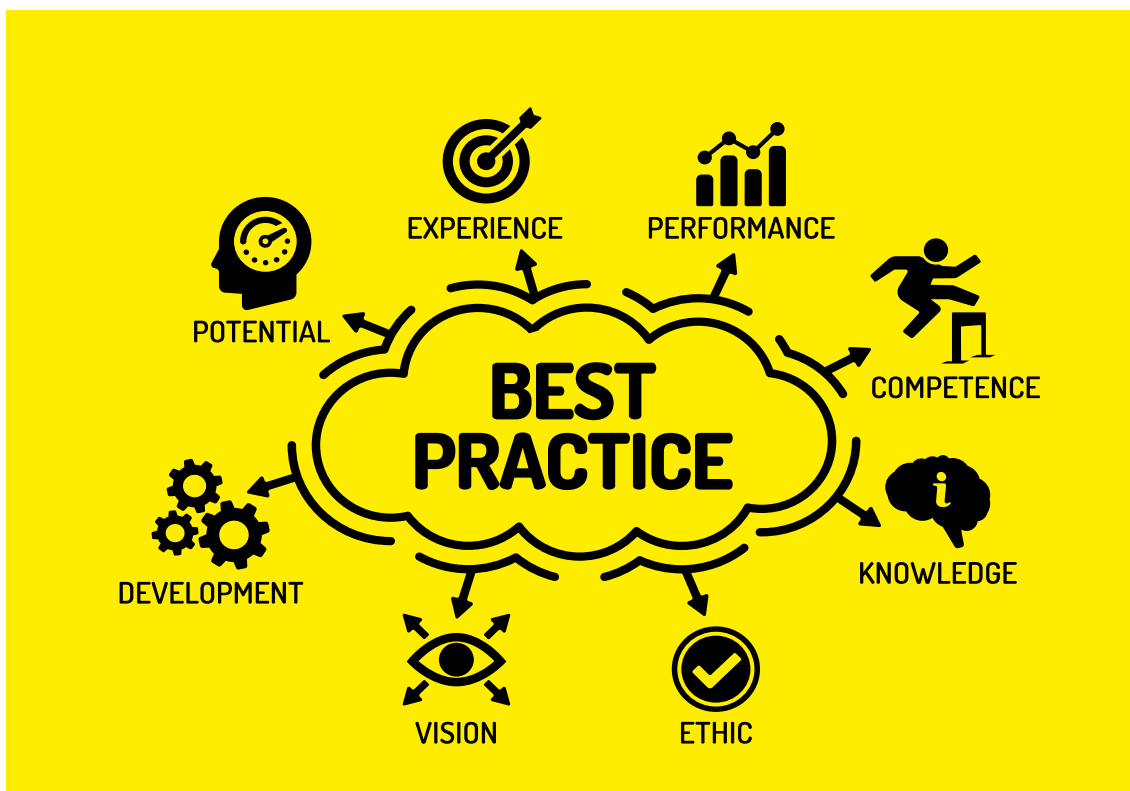 EXPERIENCE
PERFORMANCE
POTENTIAL
COMPETENCE
BEST
PRACTICE
i
KNOWLEDGE
DEVELOPMENT
VISION
ETHIC